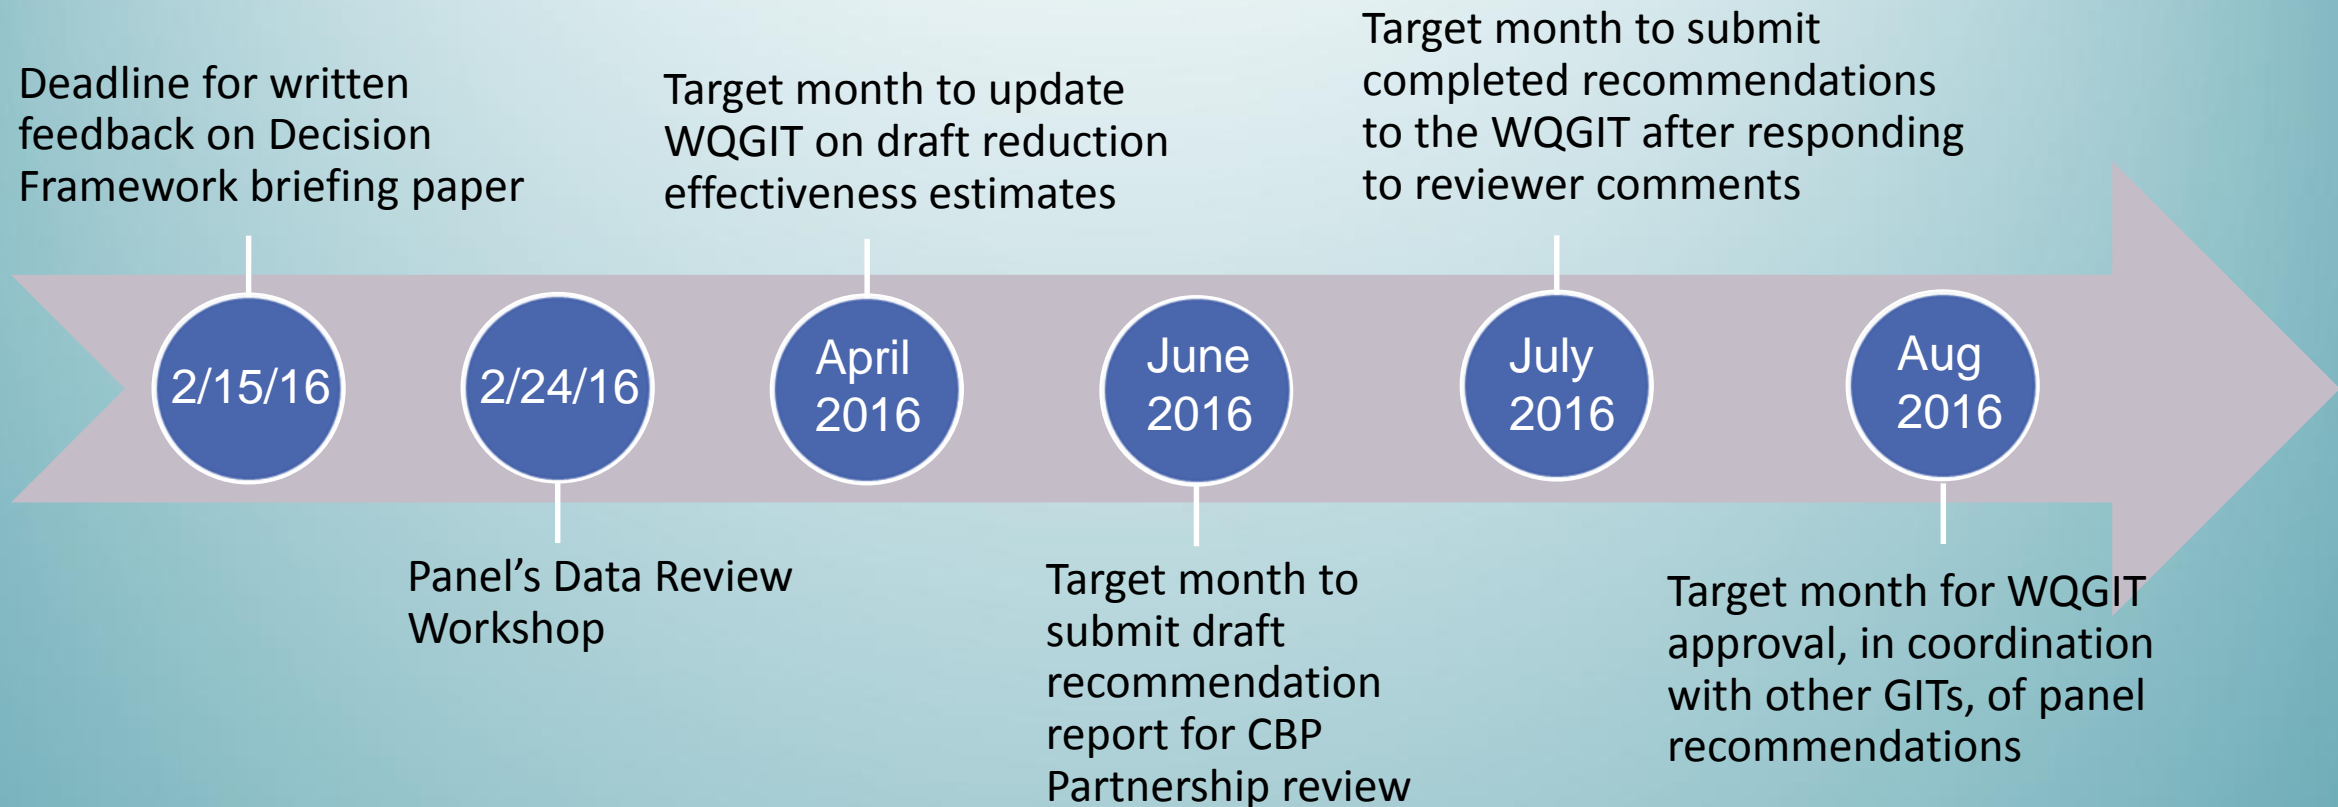 Deadline for written
feedback on Decision
Framework briefing paper
2/15/16
2/24/16
Panel’s Data Review
Workshop
Target month to update
WQGIT on draft reduction
effectiveness estimates
April
2016
June
2016
Target month to
submit draft
recommendation
report for CBP
Partnership review
Target month to submit
completed recommendations
to the WQGIT after responding
to reviewer comments
July
2016
Aug
2016
Target month for WQGIT
approval, in coordination
with other GITs, of panel
recommendations